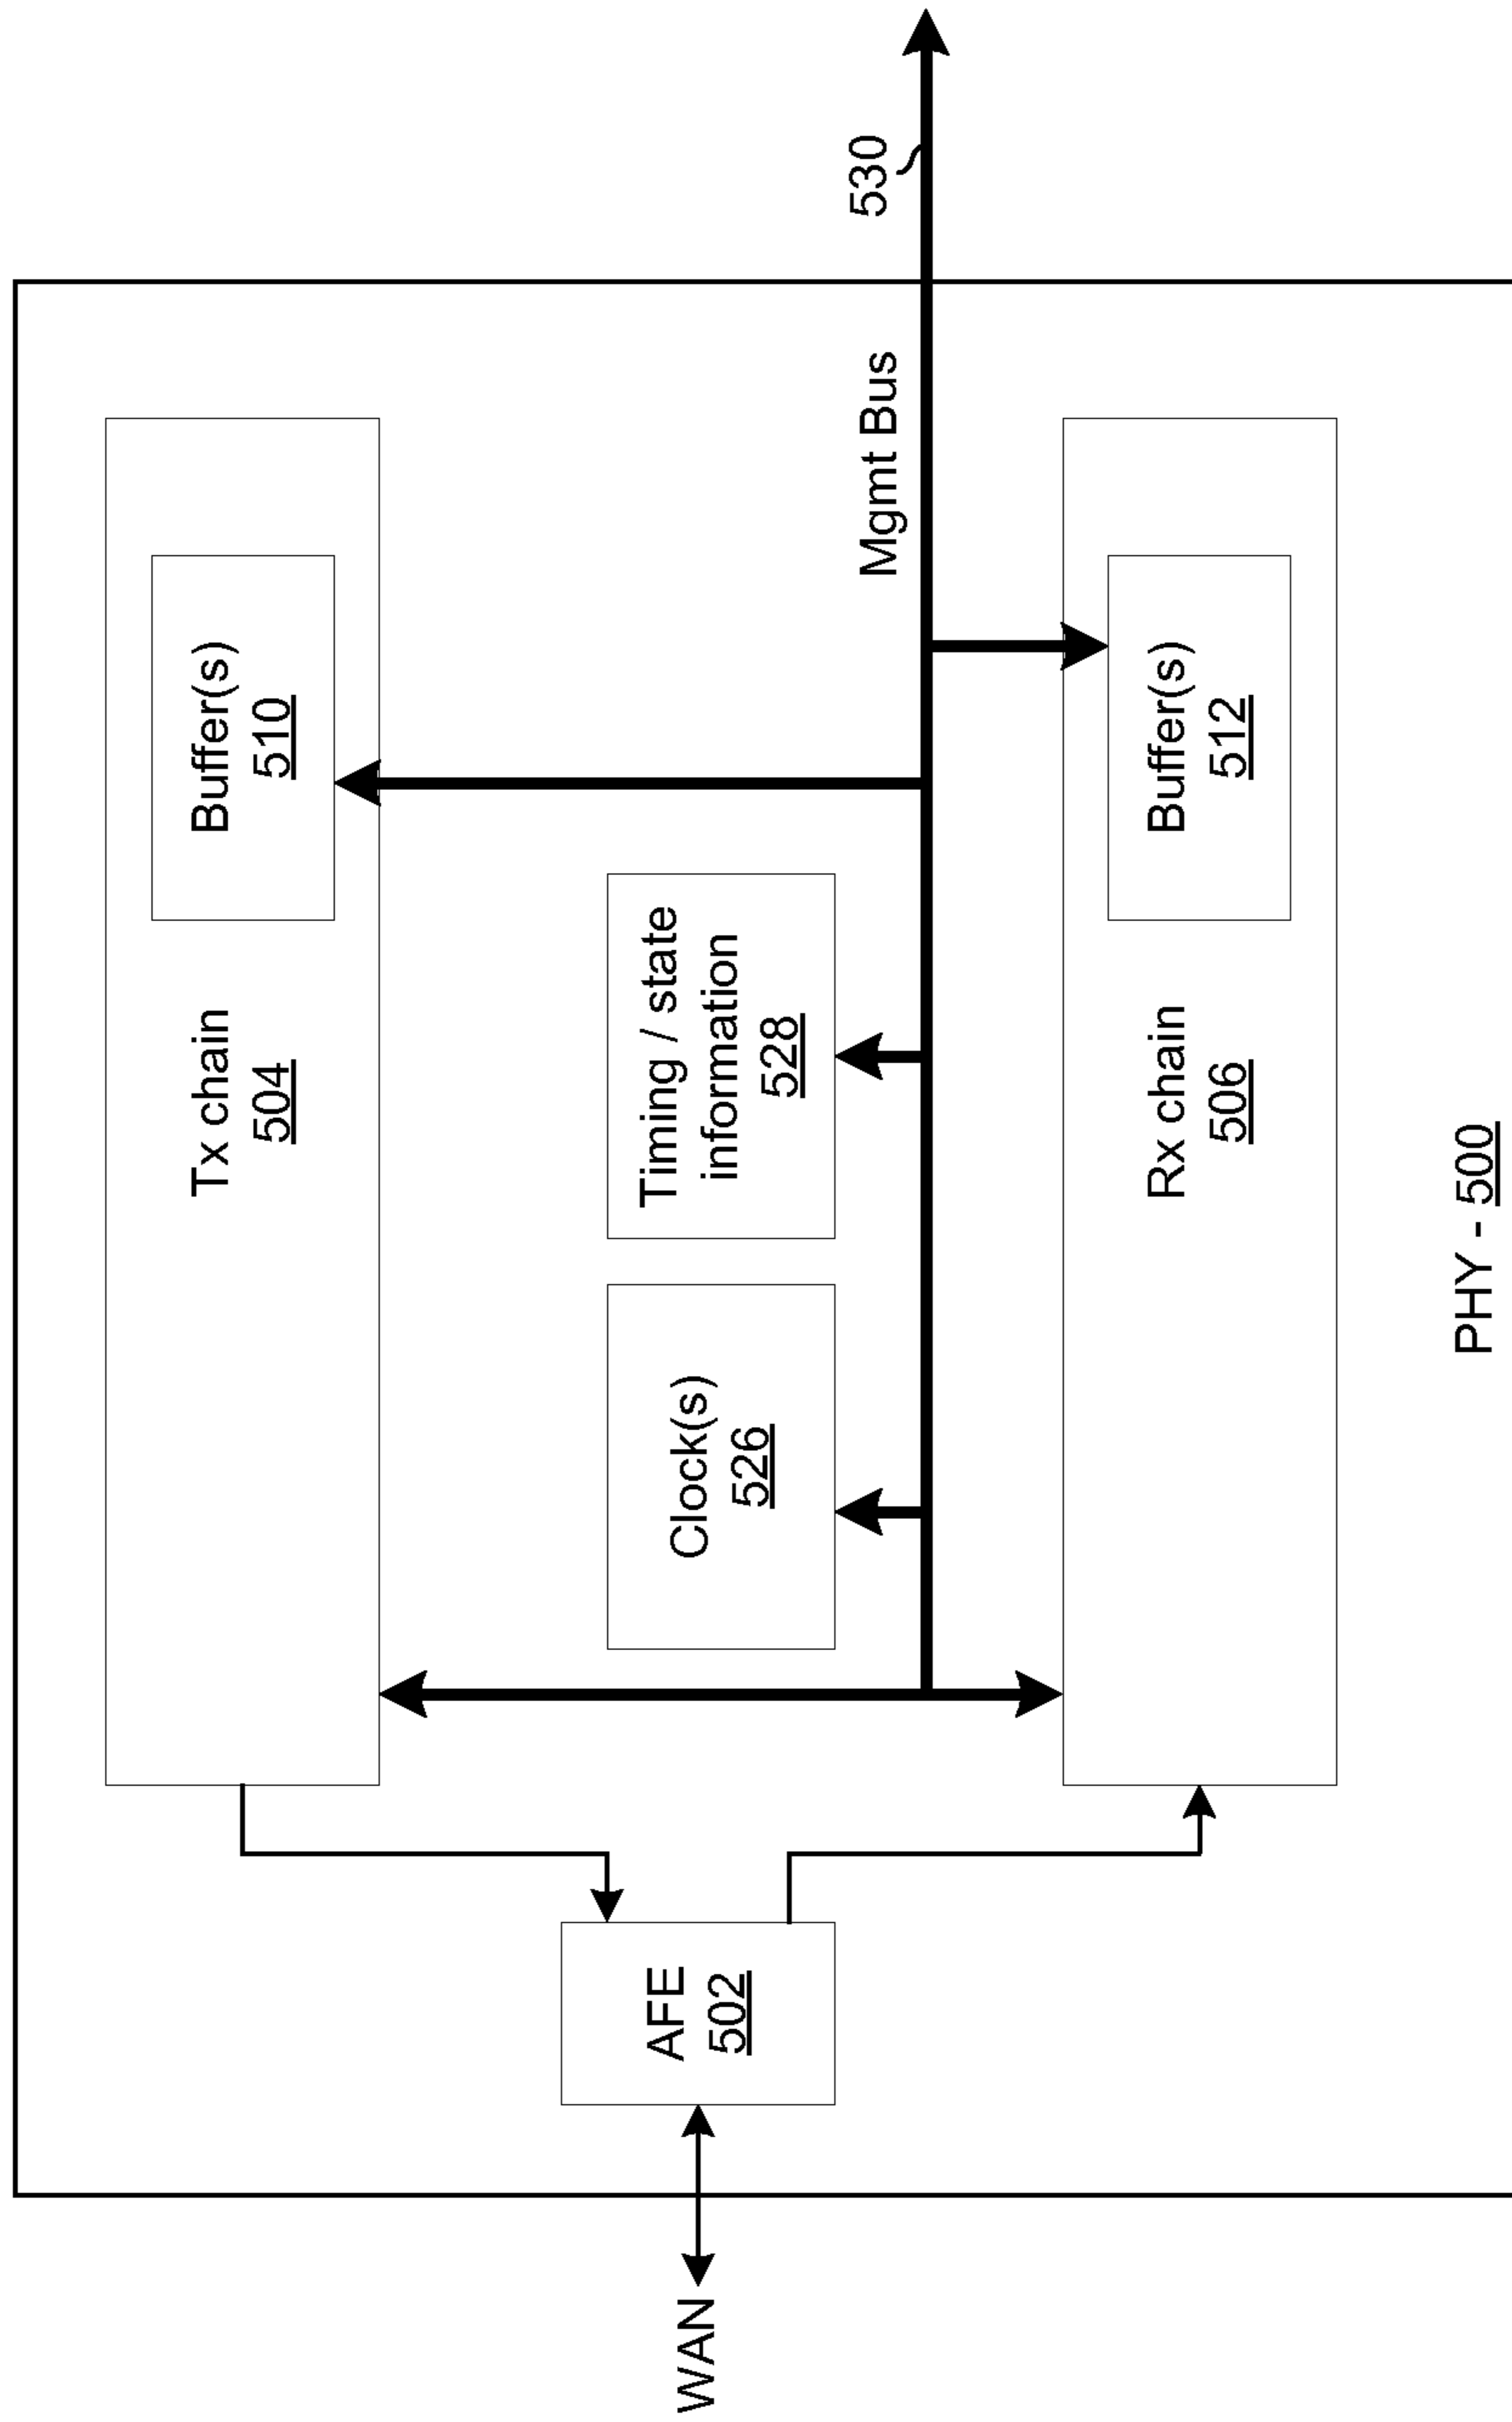 Tx chain
504
Buffer(s)
510
WAN
AFE
502
Clock(s)
526
Timing / state
information
528
Mgmt Bus
530
Rx chain
506
Buffer(s)
512
PHY - 500